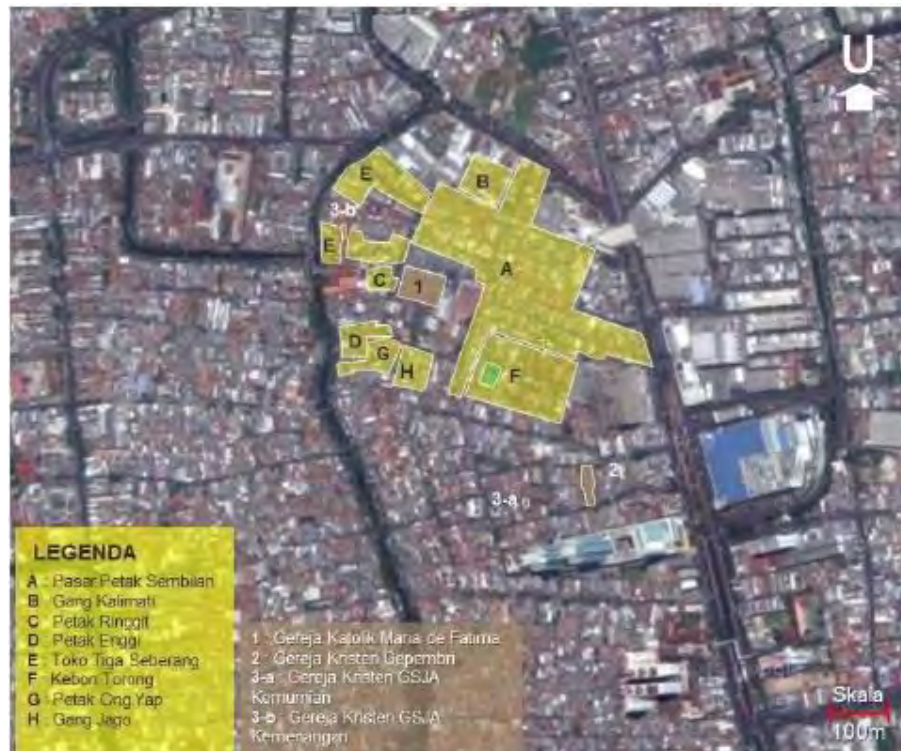 U
B
E
3-b
E
A
C
1
D
G
H
F
2
3-a
LEGENDA
A : Pasar Petak Sembilan
B : Gang Kalimati
C : Petak Ringgit
D : Petak Enggi
E : Toko Tiga Seberang
F : Kebon Torong
G : Petak Ong Yap
H : Gang Jago
1 : Gereja Katolik Maria de Fatima
2 : Gereja Kristen Gepembri
3-a : Gereja Kristen GSJA
Kemurnian
3-b : Gereja Kristen GSJA
Kemenangan
Skala
100m